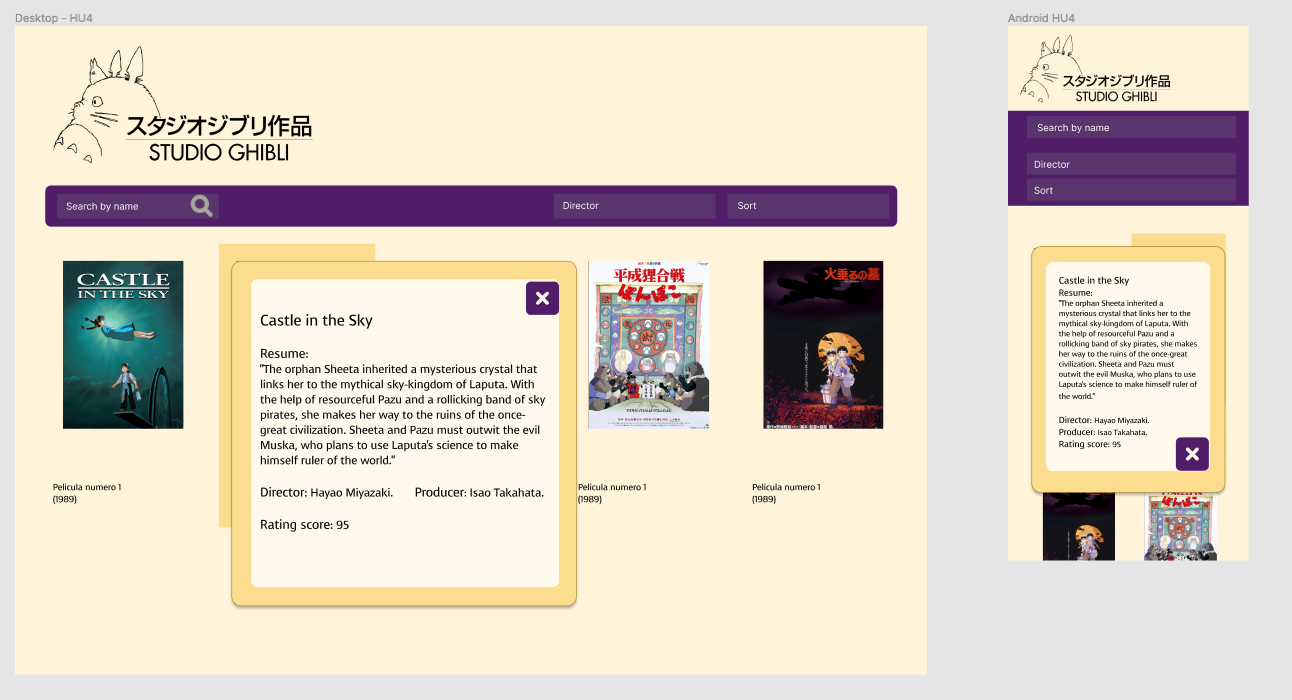 Desktop - HU4
スタジオジブリ作品
STUDIO GHIBLI
Search by name
Director
Sort
CASTLE
IN THE SKY
Castle in the Sky
Resume:
"The orphan Sheeta inherited a mysterious crystal that
links her to the mythical sky-kingdom of Laputa. With
the help of resourceful Pazu and a rollicking band of sky
pirates, she makes her way to the ruins of the once-
great civilization. Sheeta and Pazu must outwit the evil
Muska, who plans to use Laputa's science to make
himself ruler of the world."
Director: Hayao Miyazaki.
Producer: Isao Takahata.
Rating score: 95
平成狸合戦
ぽんぽこ
火垂るの墓
Pelicula numero 1
(1989)
Pelicula numero 1
(1989)
Pelicula numero 1
(1989)
Android HU4
スタジオジブリ作品
STUDIO GHIBLI
Search by name
Director
Sort
Castle in the Sky
Resume:
"The orphan Sheeta inherited a
mysterious crystal that links her to the
mythical sky-kingdom of Laputa. With
the help of resourceful Pazu and a
rollicking band of sky pirates, she makes
her way to the ruins of the once-great
civilization. Sheeta and Pazu must
outwit the evil Muska, who plans to use
Laputa's science to make himself ruler of
the world."
Director: Hayao Miyazaki.
Producer: Isao Takahata.
Rating score: 95
ぽんぽこ